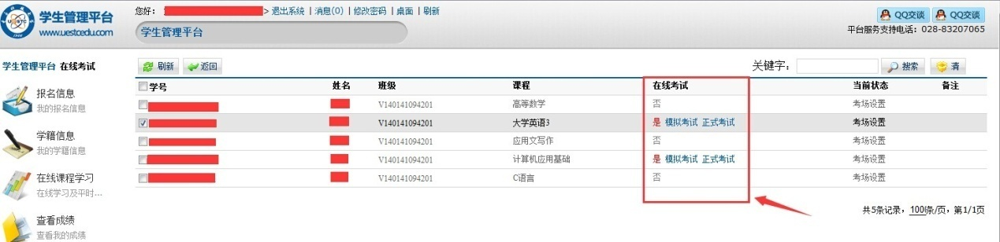 您好： > 退出系统 | 消息(0) | 修改密码 | 桌面 | 刷新
学生管理平台
www.uestcedu.com
UESTC
1956
学生管理平台
QQ交谈 QQ交谈
平台服务支持电话：028-83207065
学生管理平台 在线考试
刷新 返回 关键字： 搜索 清
学号 姓名 班级 课程 在线考试 当前状态 备注
V140141094201 高等数学 否 考场设置
V140141094201 大学英语3 是 模拟考试 正式考试 考场设置
V140141094201 应用文写作 否 考场设置
V140141094201 计算机应用基础 是 模拟考试 正式考试 考场设置
V140141094201 C语言 否 考场设置
共5条记录，100条/页，第1/1页
报名信息
我的报名信息
学籍信息
我的学籍信息
在线课程学习
在线学习及平时...
查看成绩
查看我的成绩